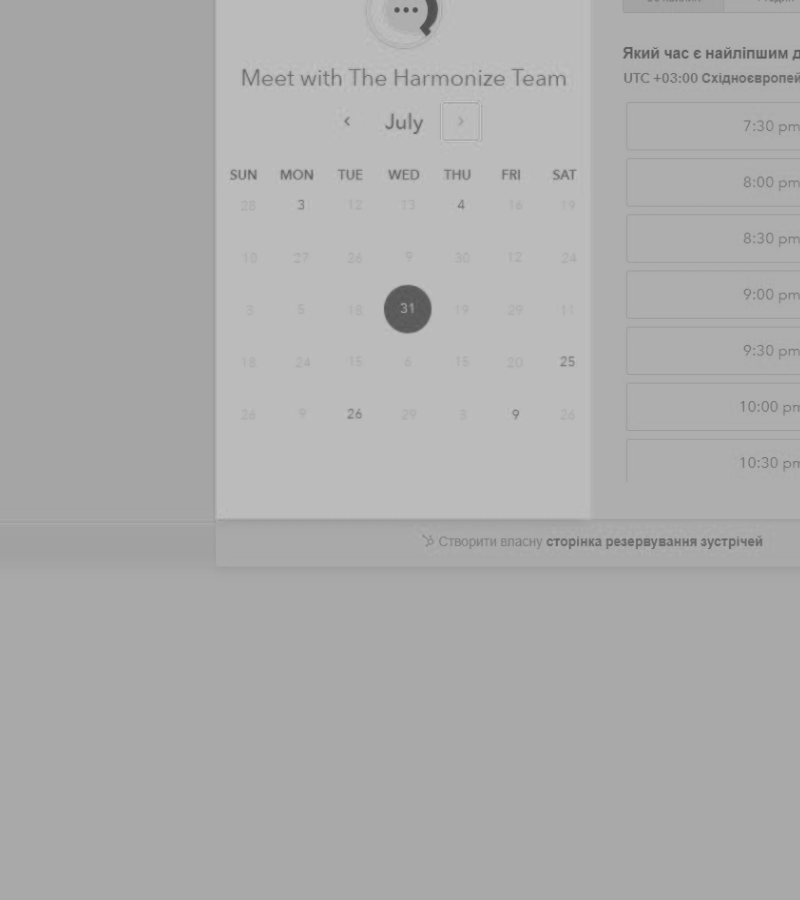 Meet with The Harmonize Team
‹ July ›
SUN MON TUE WED THU FRI SAT
28 3 12 13 4 16 19
10 27 26 9 30 12 24
3 5 18 31 19 29 11
18 24 15 6 15 20 25
26 9 26 29 3 9 26
Який час є найліпшим
UTC +03:00 Східноєвропей
7:30 pm
8:00 pm
8:30 pm
9:00 pm
9:30 pm
10:00 pm
10:30 pm
Створити власну сторінка резервування зустрічей